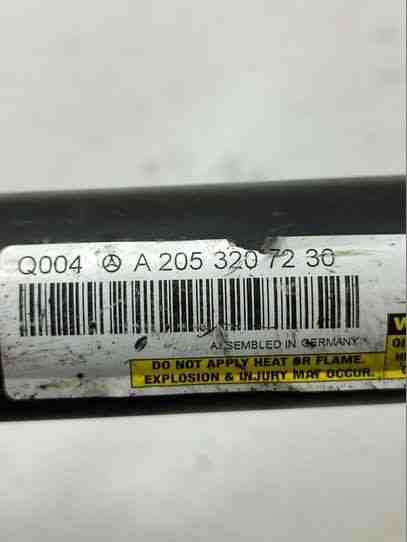 Q004 A 205 320 72 30
ASSEMBLED IN GERMANY
DO NOT APPLY HEAT OR FLAME.
EXPLOSION & INJURY MAY OCCUR.